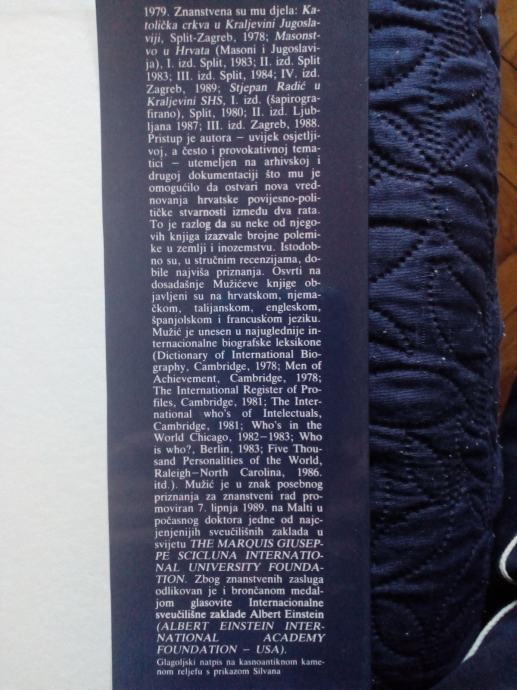 1979. Znanstvena su mu djela: Ka-
tolička crkva u Kraljevini Jugosla-
viji, Split-Zagreb, 1978; Masonst-
vo u Hrvata (Masoni i Jugoslavi-
ja), I. izd. Split, 1983; II. izd. Split
1983; III. izd. Split, 1984; IV. izd.
Zagreb, 1989; Stjepan Radić u
Kraljevini SHS, I. izd. (šapirogra-
firano), Split, 1980; II. izd. Ljub-
ljana 1987; III. izd. Zagreb, 1988.
Pristup je autora – uvijek osjetlji-
voj, a često i provokativnoj tema-
tici – utemeljen na arhivskoj i
drugoj dokumentaciji što mu je
omogućilo da ostvari nova vred-
novanja hrvatske povijesno-poli-
tičke stvarnosti između dva rata.
To je razlog da su neke od njego-
vih knjiga izazvale brojne polemi-
ke u zemlji i inozemstvu. Istodob-
no su, u stručnim recenzijama, do-
bile najviša priznanja. Osvrti na
dosadašnje Mužićeve knjige ob-
javljeni su na hrvatskom, njema-
čkom, talijanskom, engleskom,
španjolskom i francuskom jeziku.
Mužić je unesen u najuglednije in-
ternacionalne biografske leksikone
(Dictionary of International Bio-
graphy, Cambridge, 1978; Men of
Achievement, Cambridge, 1978;
The International Register of Pro-
files, Cambridge, 1981; The Inter-
national who's of Intelectuals,
Cambridge, 1981; Who's in the
World Chicago, 1982–1983; Who
is who?, Berlin, 1983; Five Thou-
sand Personalities of the World,
Raleigh–North Carolina, 1986.
itd.). Mužić je u znak posebnog
priznanja za znanstveni rad pro-
moviran 7. lipnja 1989. na Malti u
počasnog doktora jedne od najc-
jenjenijih sveučilišnih zaklada u
svijetu THE MARQUIS GIUSEP-
PE SCICLUNA INTERNATIO-
NAL UNIVERSITY FOUNDA-
TION. Zbog znanstvenih zasluga
odlikovan je i brončanom medal-
jom glasovite Internacionalne
sveučilišne zaklade Albert Einstein
(ALBERT EINSTEIN INTER-
NATIONAL ACADEMY
FOUNDATION – USA).
Glagoljski natpis na kasnoantiknom kame-
nom reljefu s prikazom Silvana